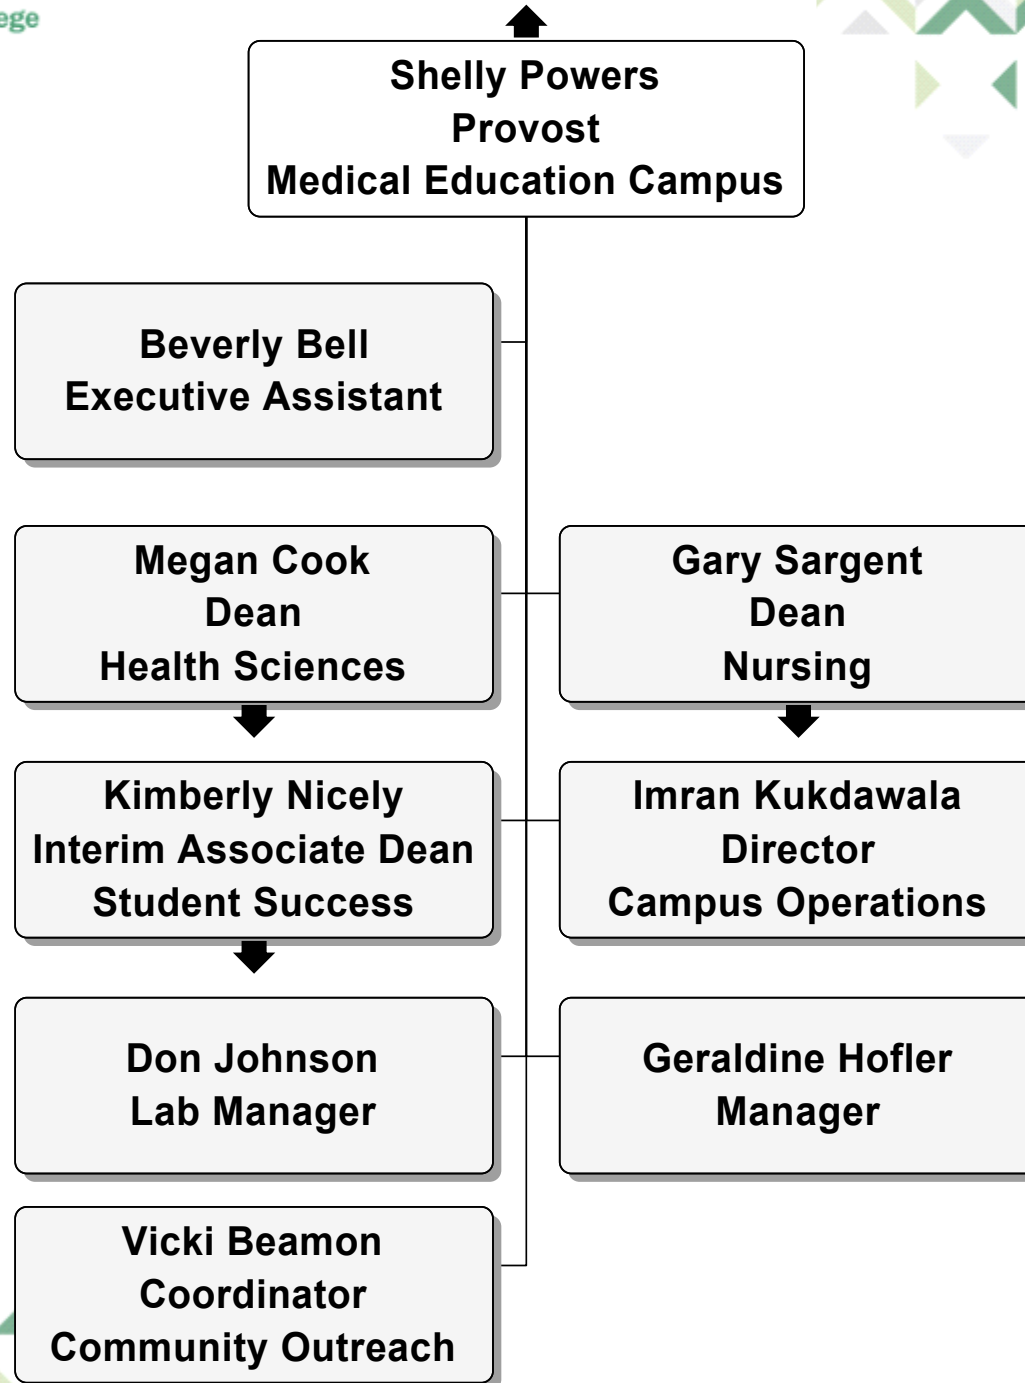 Shelly Powers
Provost
Medical Education Campus
Beverly Bell
Executive Assistant
Megan Cook
Dean
Health Sciences
Gary Sargent
Dean
Nursing
Kimberly Nicely
Interim Associate Dean
Student Success
Imran Kukdawala
Director
Campus Operations
Don Johnson
Lab Manager
Geraldine Hofler
Manager
Vicki Beamon
Coordinator
Community Outreach